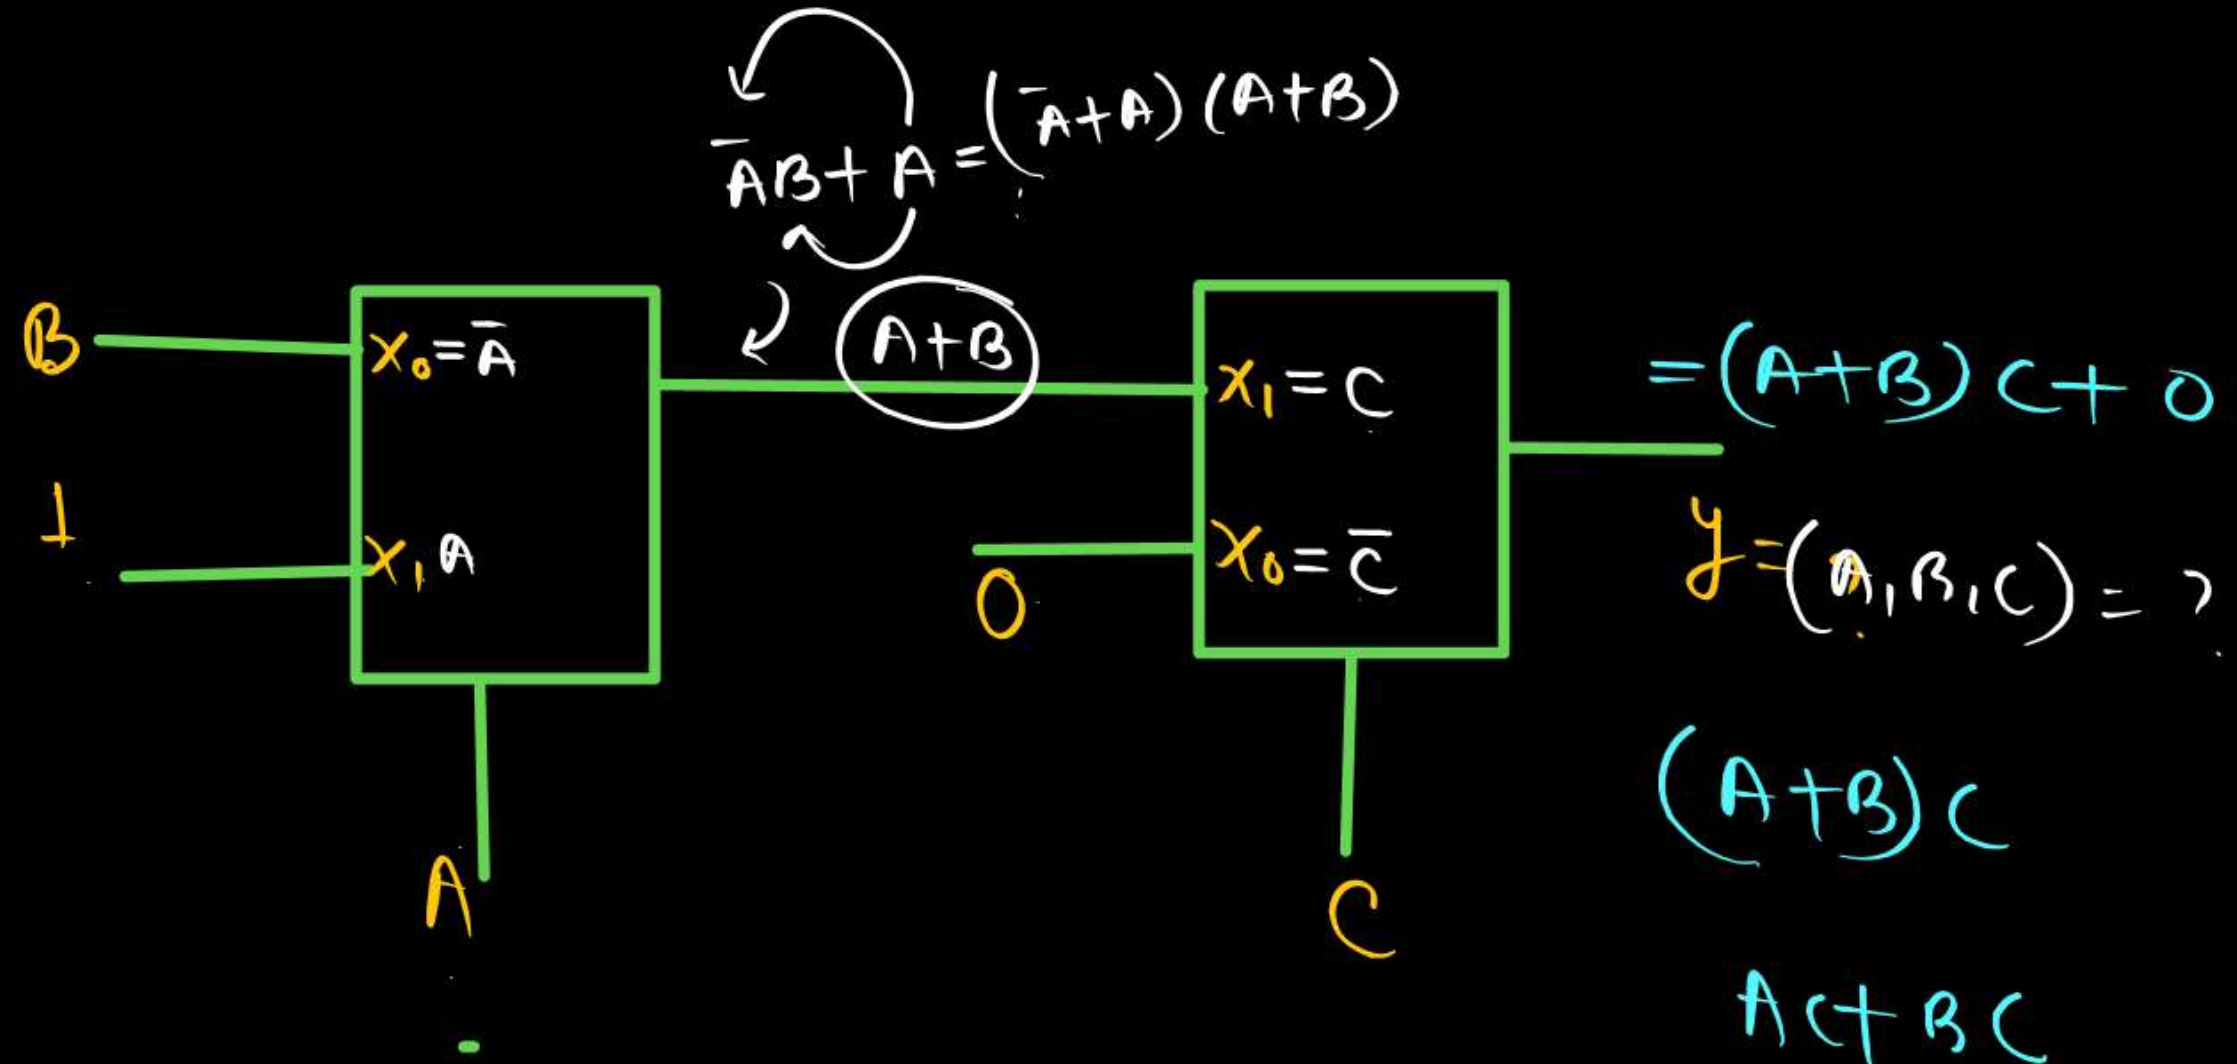 ĀB + A = (Ā+A) (A+B)
B
X₀ = Ā
A+B
X₁ = C
= (A+B) C + 0
1
X₁ A
0
X₀ = C̄
y = (A, B, C) = ?
(A+B) C
A
C
AC + BC